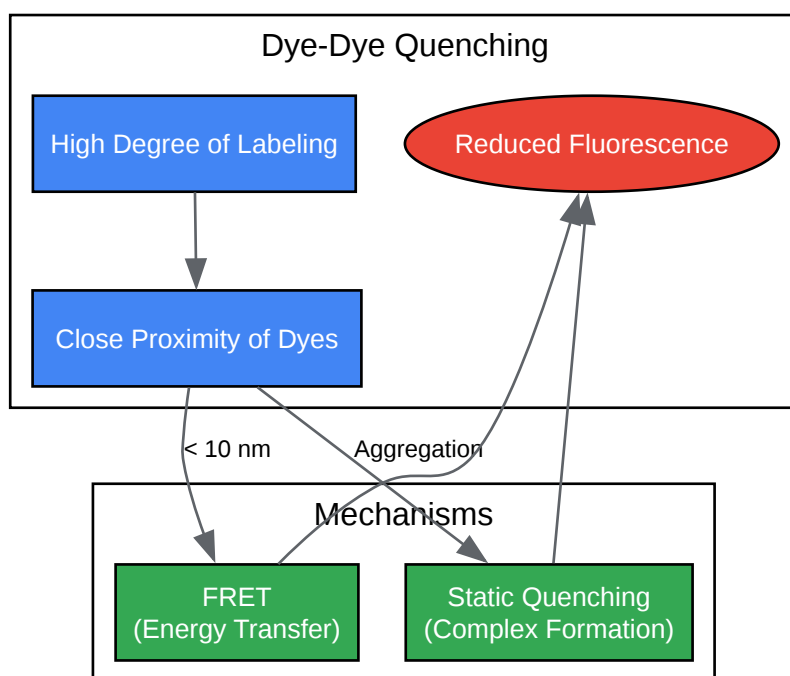 Dye-Dye Quenching
High Degree of Labeling
Reduced Fluorescence
Close Proximity of Dyes
< 10 nm
Aggregation
Mechanisms
FRET
(Energy Transfer)
Static Quenching
(Complex Formation)